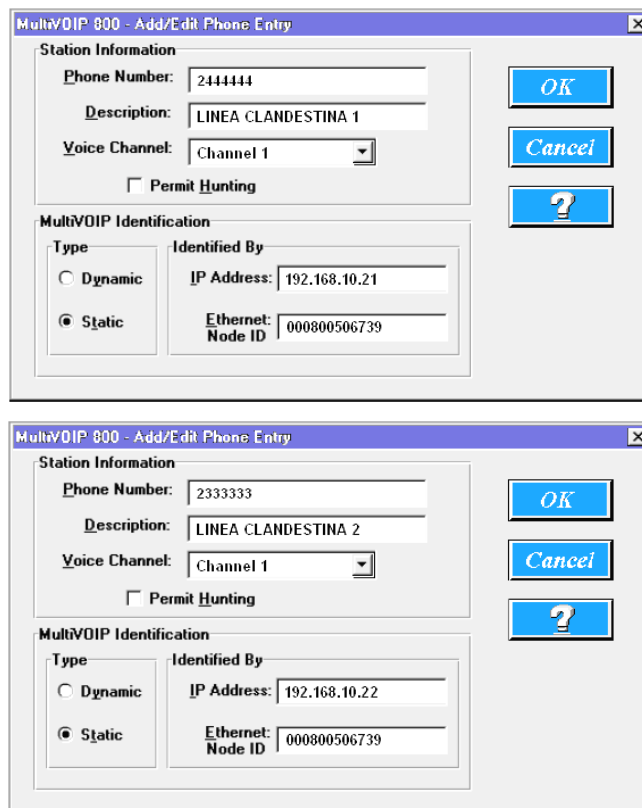 MultiVOIP 800 - Add/Edit Phone Entry
Station Information
Phone Number: 2444444
OK
Description: LINEA CLANDESTINA 1
Voice Channel: Channel 1
Cancel
Permit Hunting
?
MultiVOIP Identification
Type
Identified By
Dynamic
IP Address: 192.168.10.21
Static
Ethernet: 000800506739
Node ID
MultiVOIP 800 - Add/Edit Phone Entry
Station Information
Phone Number: 2333333
OK
Description: LINEA CLANDESTINA 2
Voice Channel: Channel 1
Cancel
Permit Hunting
?
MultiVOIP Identification
Type
Identified By
Dynamic
IP Address: 192.168.10.22
Static
Ethernet: 000800506739
Node ID